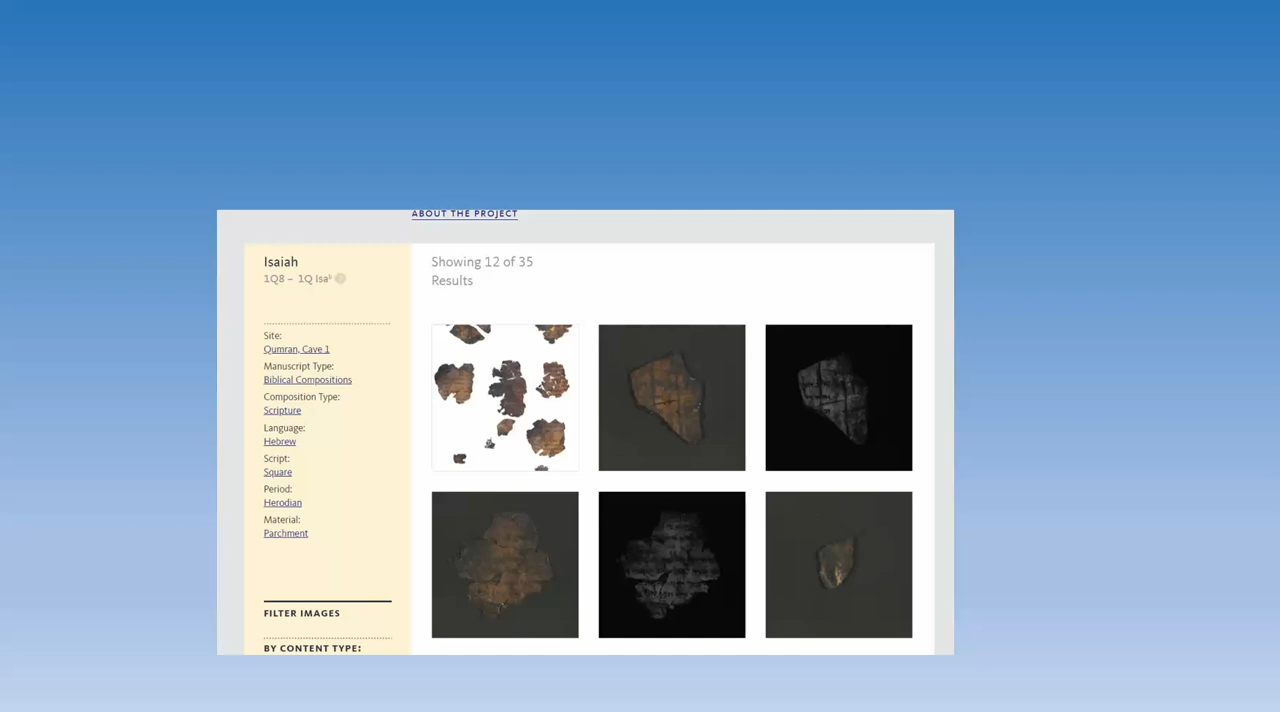 ABOUT THE PROJECT
Isaiah
1Q8 – 1Q Isaᵇ
Showing 12 of 35
Results
Site:
Qumran, Cave 1
Manuscript Type:
Biblical Compositions
Composition Type:
Scripture
Language:
Hebrew
Script:
Square
Period:
Herodian
Material:
Parchment
FILTER IMAGES
BY CONTENT TYPE: